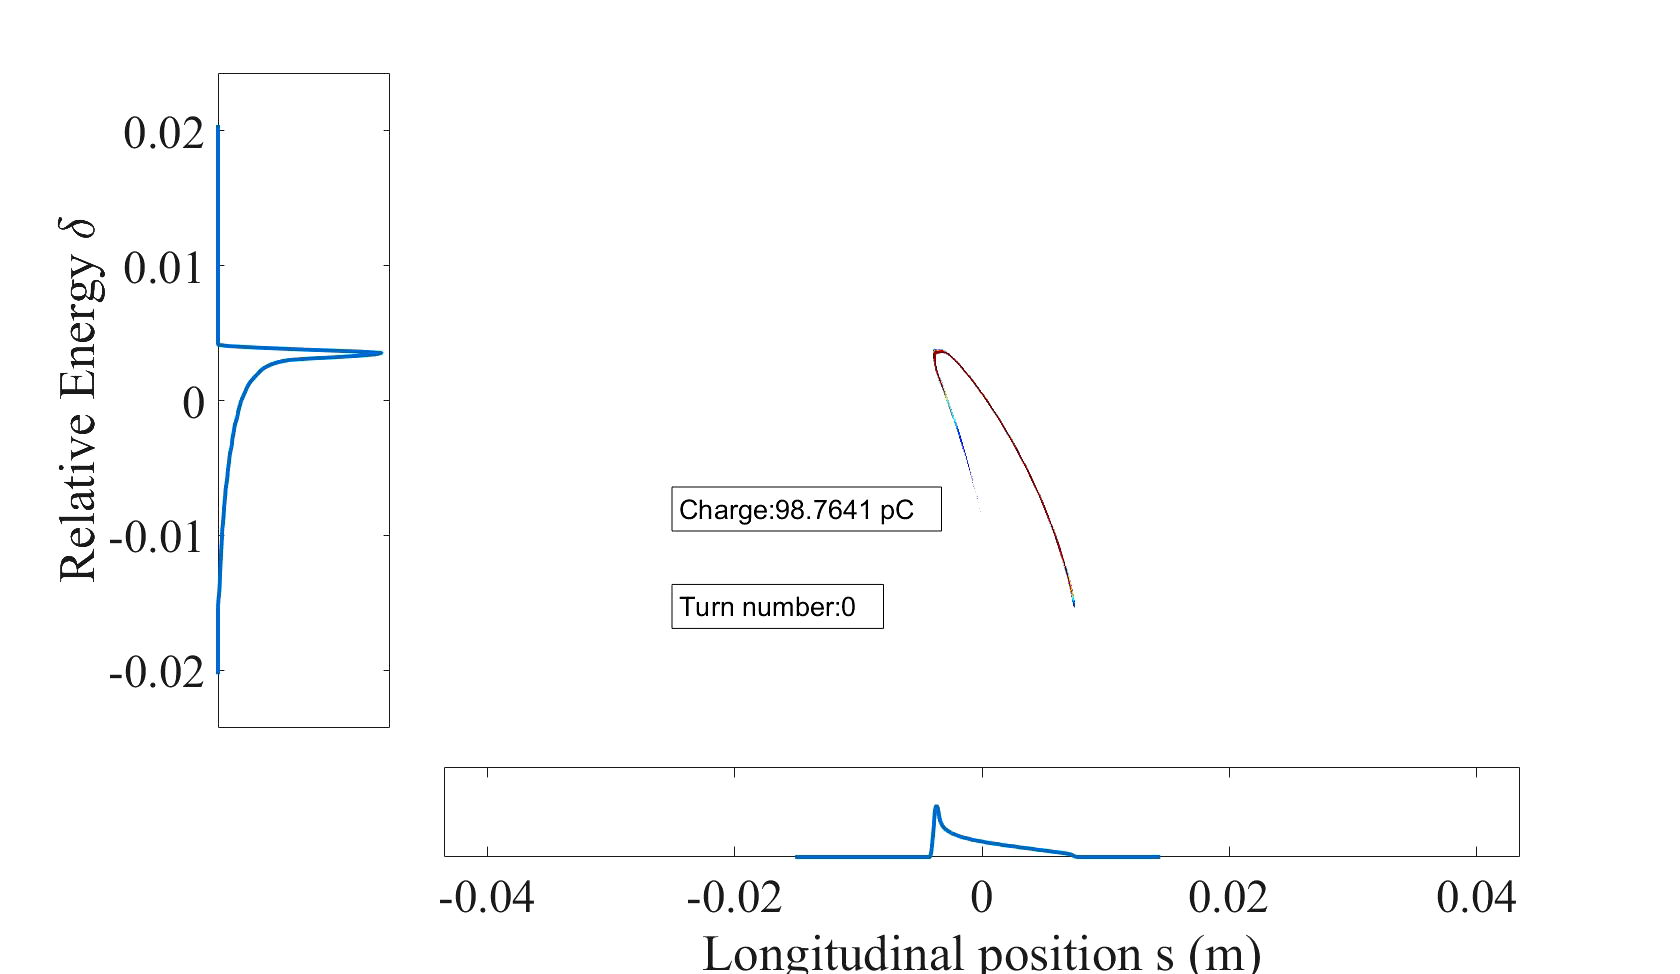 0.02
0.01
0
-0.01
-0.02
Relative Energy δ
Charge:98.7641 pC
Turn number:0
-0.04
-0.02
0
0.02
0.04
Longitudinal position s (m)